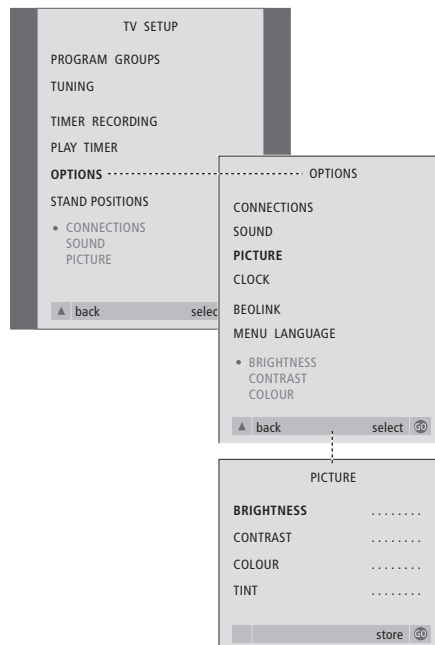 TV SETUP
PROGRAM GROUPS
TUNING
TIMER RECORDING
PLAY TIMER
OPTIONS
STAND POSITIONS
• CONNECTIONS
SOUND
PICTURE
▲ back selec
OPTIONS
CONNECTIONS
SOUND
PICTURE
CLOCK
BEOLINK
MENU LANGUAGE
• BRIGHTNESS
CONTRAST
COLOUR
▲ back select GO
PICTURE
BRIGHTNESS ........
CONTRAST ........
COLOUR ........
TINT ........
store GO